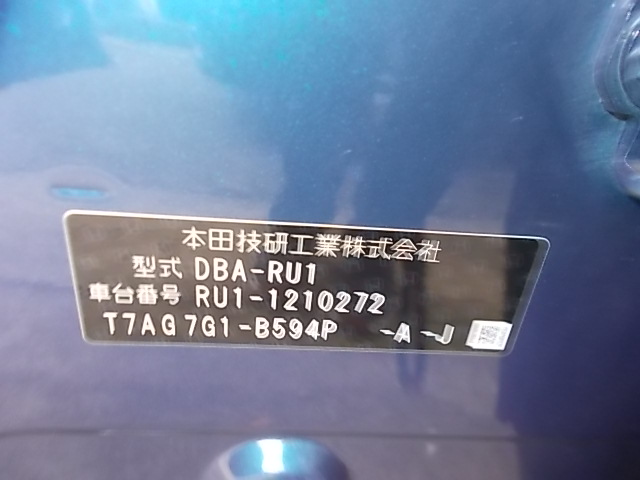 本田技研工業株式会社
型式 DBA-RU1
車台番号 RU1-1210272
T7AG7G1-B594P -A -J